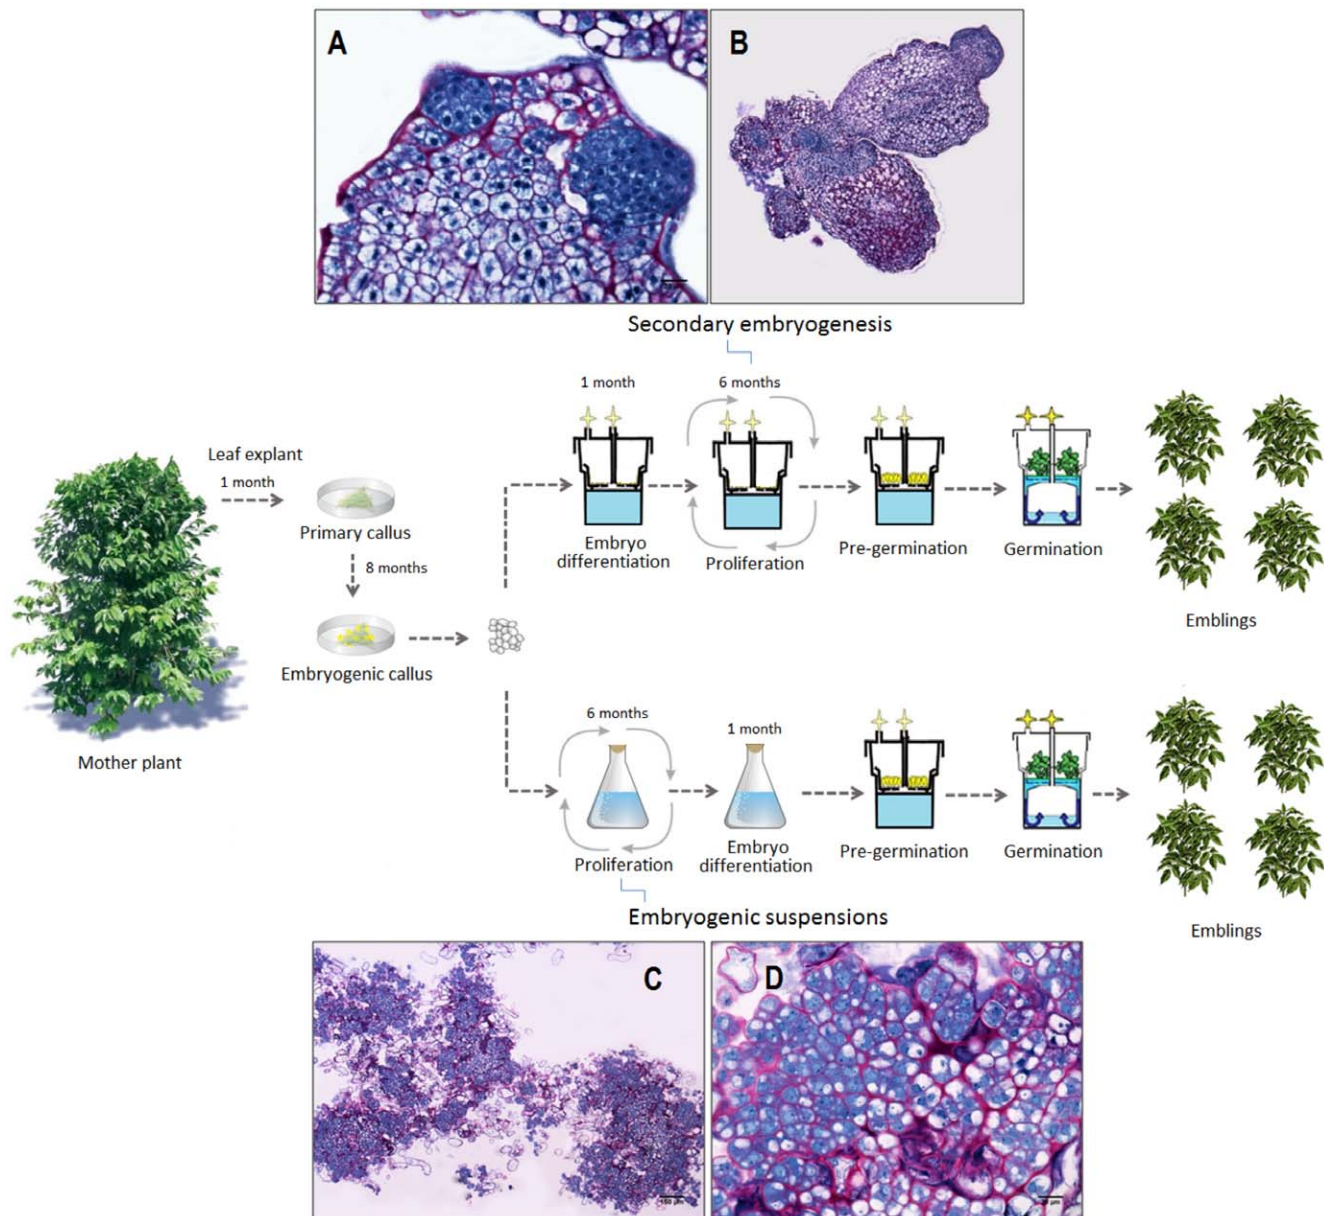 A
B
Secondary embryogenesis
1 month
6 months
Leaf explant
1 month
Primary callus
8 months
Embryogenic callus
Mother plant
Embryo
differentiation
Proliferation
Pre-germination
Germination
Emblings
6 months
1 month
Proliferation
Embryo
differentiation
Pre-germination
Germination
Emblings
Embryogenic suspensions
C
D